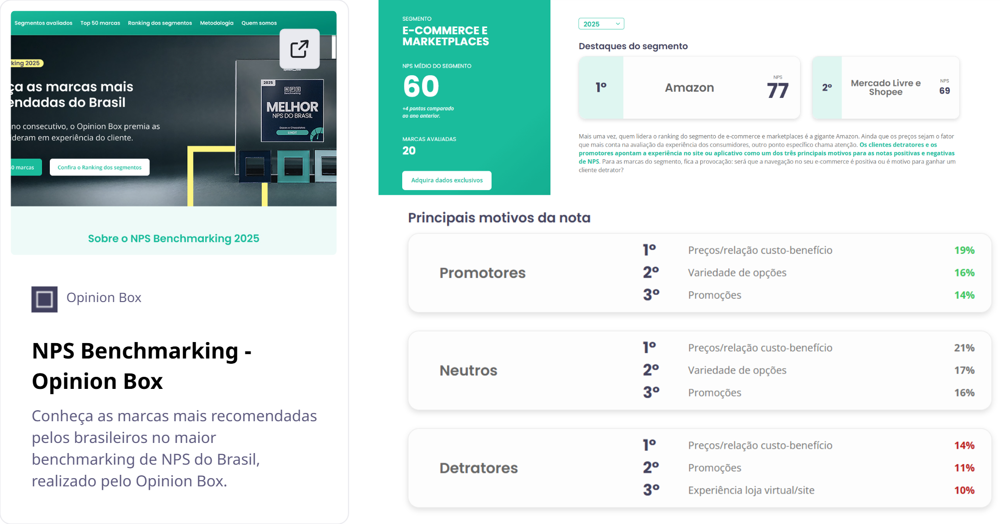 Segmentos avaliados Top 50 marcas Ranking dos segmentos Metodologia Quem somos
king 2025
ça as marcas mais
endadas do Brasil
no consecutivo, o Opinion Box premia as
ideram em experiência do cliente.
0 marcas Confira o Ranking dos segmentos
opinion box
2025
NPS
Benchmarking
MELHOR
NPS DO BRASIL
Doces e Chocolates
LINDT
Sobre o NPS Benchmarking 2025
Opinion Box
NPS Benchmarking -
Opinion Box
Conheça as marcas mais recomendadas
pelos brasileiros no maior
benchmarking de NPS do Brasil,
realizado pelo Opinion Box.
SEGMENTO
E-COMMERCE E
MARKETPLACES
NPS MÉDIO DO SEGMENTO
60
+4 pontos comparado
ao ano anterior.
MARCAS AVALIADAS
20
Adquira dados exclusivos
2025
Destaques do segmento
1º Amazon NPS 77
2º Mercado Livre e
Shopee NPS 69
Mais uma vez, quem lidera o ranking do segmento de e-commerce e marketplaces é a gigante Amazon. Ainda que os preços sejam o fator
que mais conta na avaliação da experiência dos consumidores, outro ponto específico chama atenção. Os clientes detratores e os
promotores apontam a experiência no site ou aplicativo como um dos três principais motivos para as notas positivas e negativas
de NPS. Para as marcas do segmento, fica a provocação: será que a navegação no seu e-commerce é positiva ou é motivo para ganhar um
cliente detrator?
Principais motivos da nota
Promotores
1º Preços/relação custo-benefício 19%
2º Variedade de opções 16%
3º Promoções 14%
Neutros
1º Preços/relação custo-benefício 21%
2º Variedade de opções 17%
3º Promoções 16%
Detratores
1º Preços/relação custo-benefício 14%
2º Promoções 11%
3º Experiência loja virtual/site 10%